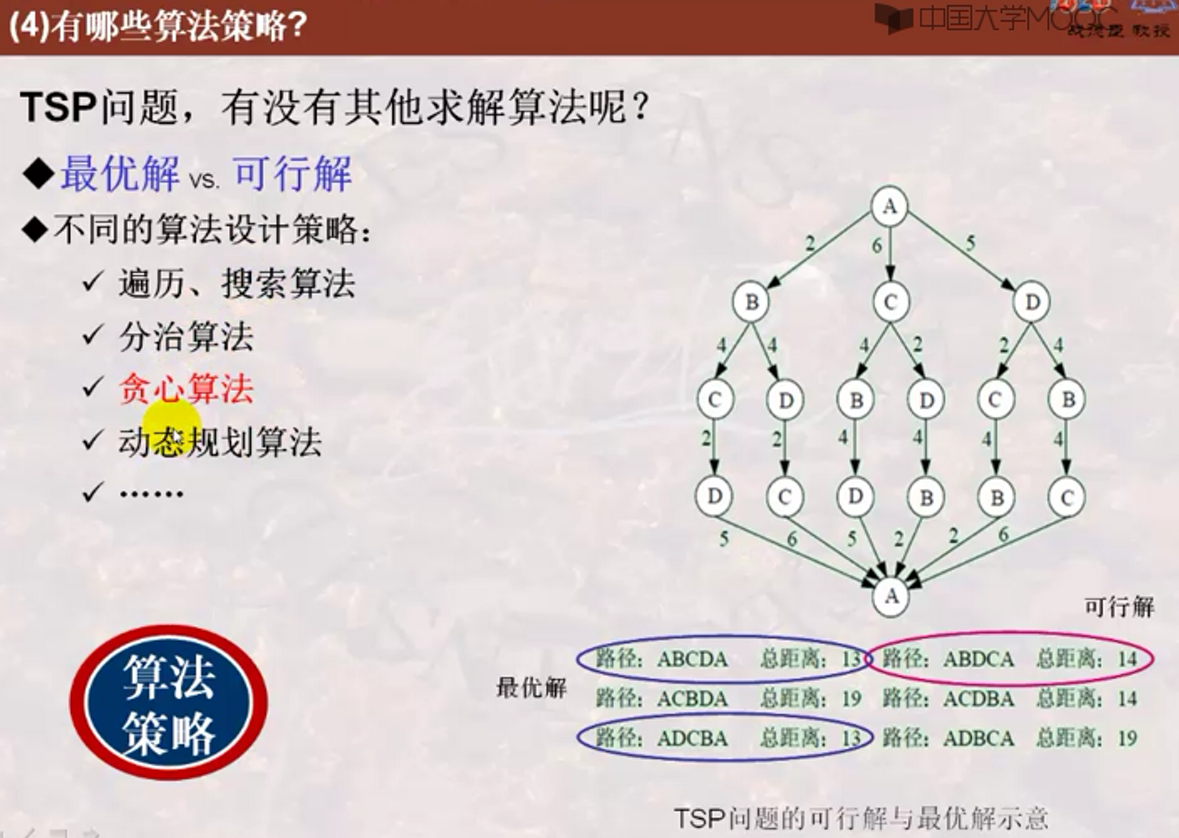 (4)有哪些算法策略?
中国大学MOOC
教授
TSP问题，有没有其他求解算法呢？
◆最优解 vs. 可行解
◆不同的算法设计策略：
✓ 遍历、搜索算法
✓ 分治算法
✓ 贪心算法
✓ 动态规划算法
✓ ……
算法
策略
A
2 6 5
B C D
4 4 4 2 2 4
C D B D C B
2 2 4 4 4 4
D C D B B C
5 6 5 2 2 6
A
可行解
最优解
路径：ABCDA 总距离：13 路径：ABDCA 总距离：14
路径：ACBDA 总距离：19 路径：ACDBA 总距离：14
路径：ADCBA 总距离：13 路径：ADBCA 总距离：19
TSP问题的可行解与最优解示意